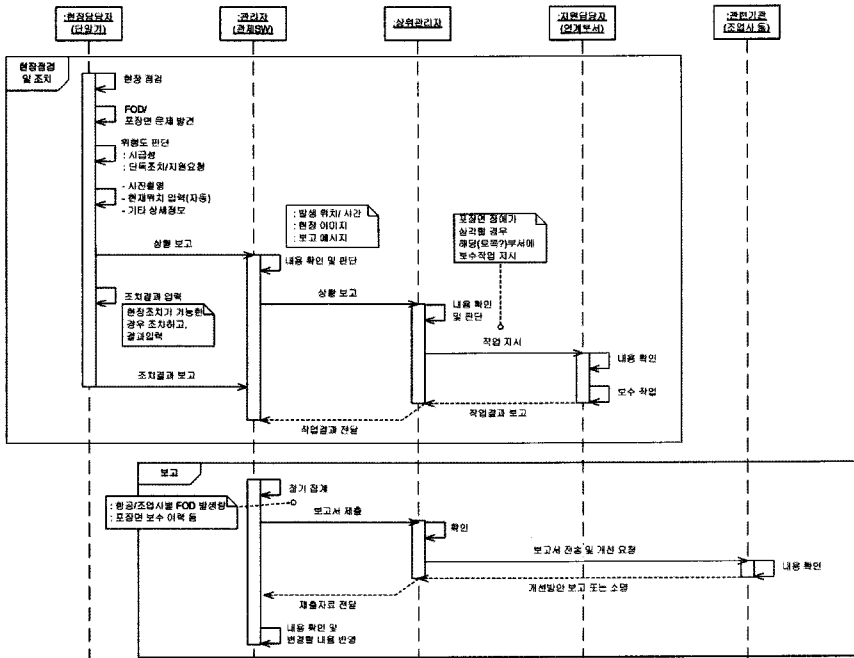 :현장담당자
(단말기)
:관리자
(관제SW)
:상위관리자
:지원담당자
(연계부서)
:관련기관
(조업사 등)
현장점검
및 조치
현장 점검
FOD/
포장면 문제 발견
위험도 판단
: 시급성
: 단독조치/지원요청
- 사진촬영
- 현재위치 입력(자동)
- 기타 상세정보
: 발생 위치/ 시간
: 현장 이미지
: 보고 메시지
포장면 장애가
심각할 경우
해당(토목?)부서에
보수작업 지시
상황 보고
내용 확인 및 판단
조치결과 입력
상황 보고
내용 확인
및 판단
현장조치가 가능한
경우 조치하고,
결과입력
작업 지시
내용 확인
조치결과 보고
보수 작업
작업결과 보고
작업결과 전달
보고
정기 집계
: 항공/조업사별 FOD 발생량
: 포장면 보수 이력 등
보고서 제출
확인
보고서 전송 및 개선 요청
내용 확인
개선방안 보고 또는 소명
제출자료 전달
내용 확인 및
변경될 내용 반영